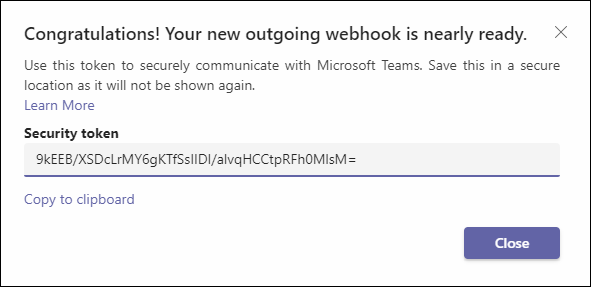 Congratulations! Your new outgoing webhook is nearly ready.
Use this token to securely communicate with Microsoft Teams. Save this in a secure
location as it will not be shown again.
Learn More
Security token
9kEEB/XSDcLrMY6gKTfSsIIDI/aIvqHCCtpRFh0MIsM=
Copy to clipboard
Close